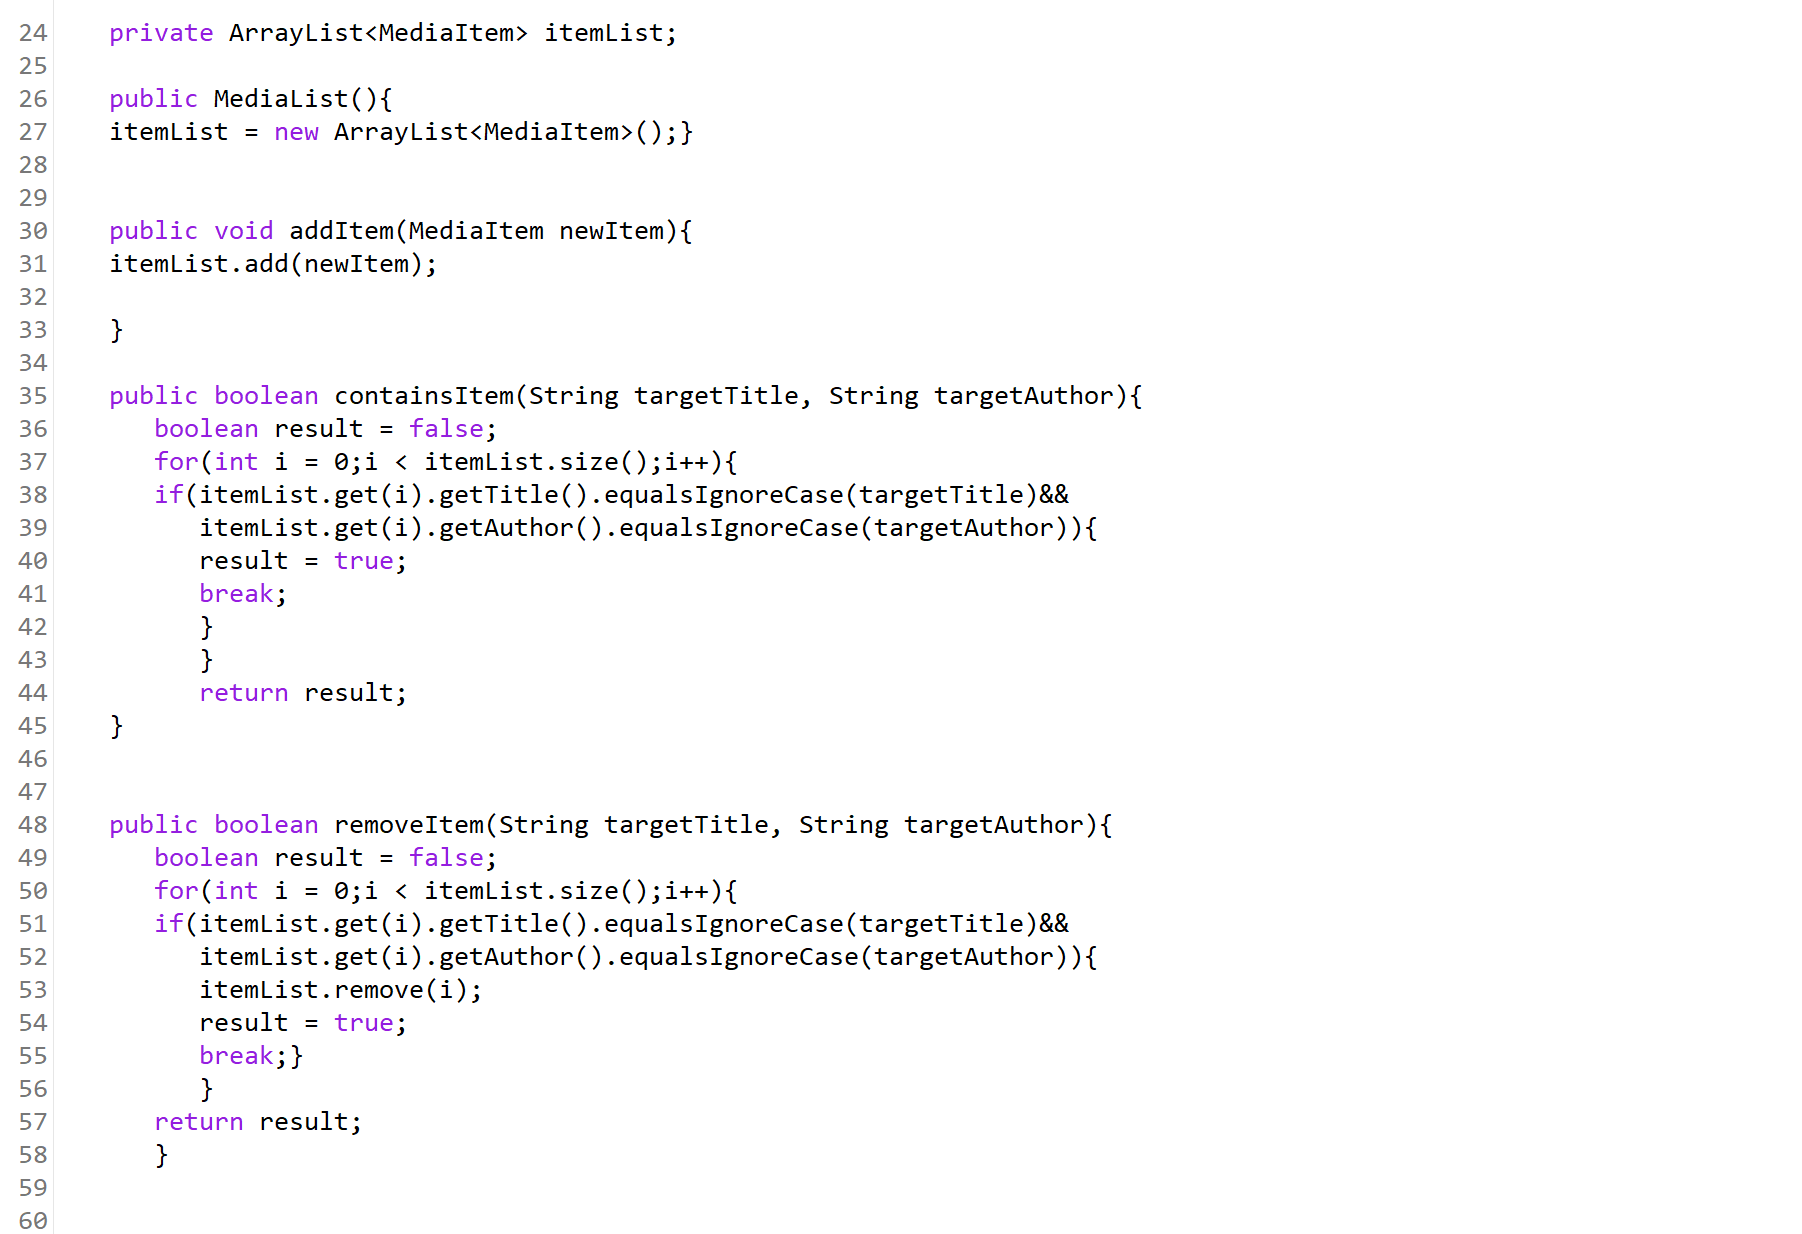 24 private ArrayList<MediaItem> itemList;
25
26 public MediaList(){
27 itemList = new ArrayList<MediaItem>();}
28
29
30 public void addItem(MediaItem newItem){
31 itemList.add(newItem);
32
33 }
34
35 public boolean containsItem(String targetTitle, String targetAuthor){
36 boolean result = false;
37 for(int i = 0;i < itemList.size();i++){
38 if(itemList.get(i).getTitle().equalsIgnoreCase(targetTitle)&&
39 itemList.get(i).getAuthor().equalsIgnoreCase(targetAuthor)){
40 result = true;
41 break;
42 }
43 }
44 return result;
45 }
46
47
48 public boolean removeItem(String targetTitle, String targetAuthor){
49 boolean result = false;
50 for(int i = 0;i < itemList.size();i++){
51 if(itemList.get(i).getTitle().equalsIgnoreCase(targetTitle)&&
52 itemList.get(i).getAuthor().equalsIgnoreCase(targetAuthor)){
53 itemList.remove(i);
54 result = true;
55 break;}
56 }
57 return result;
58 }
59
60